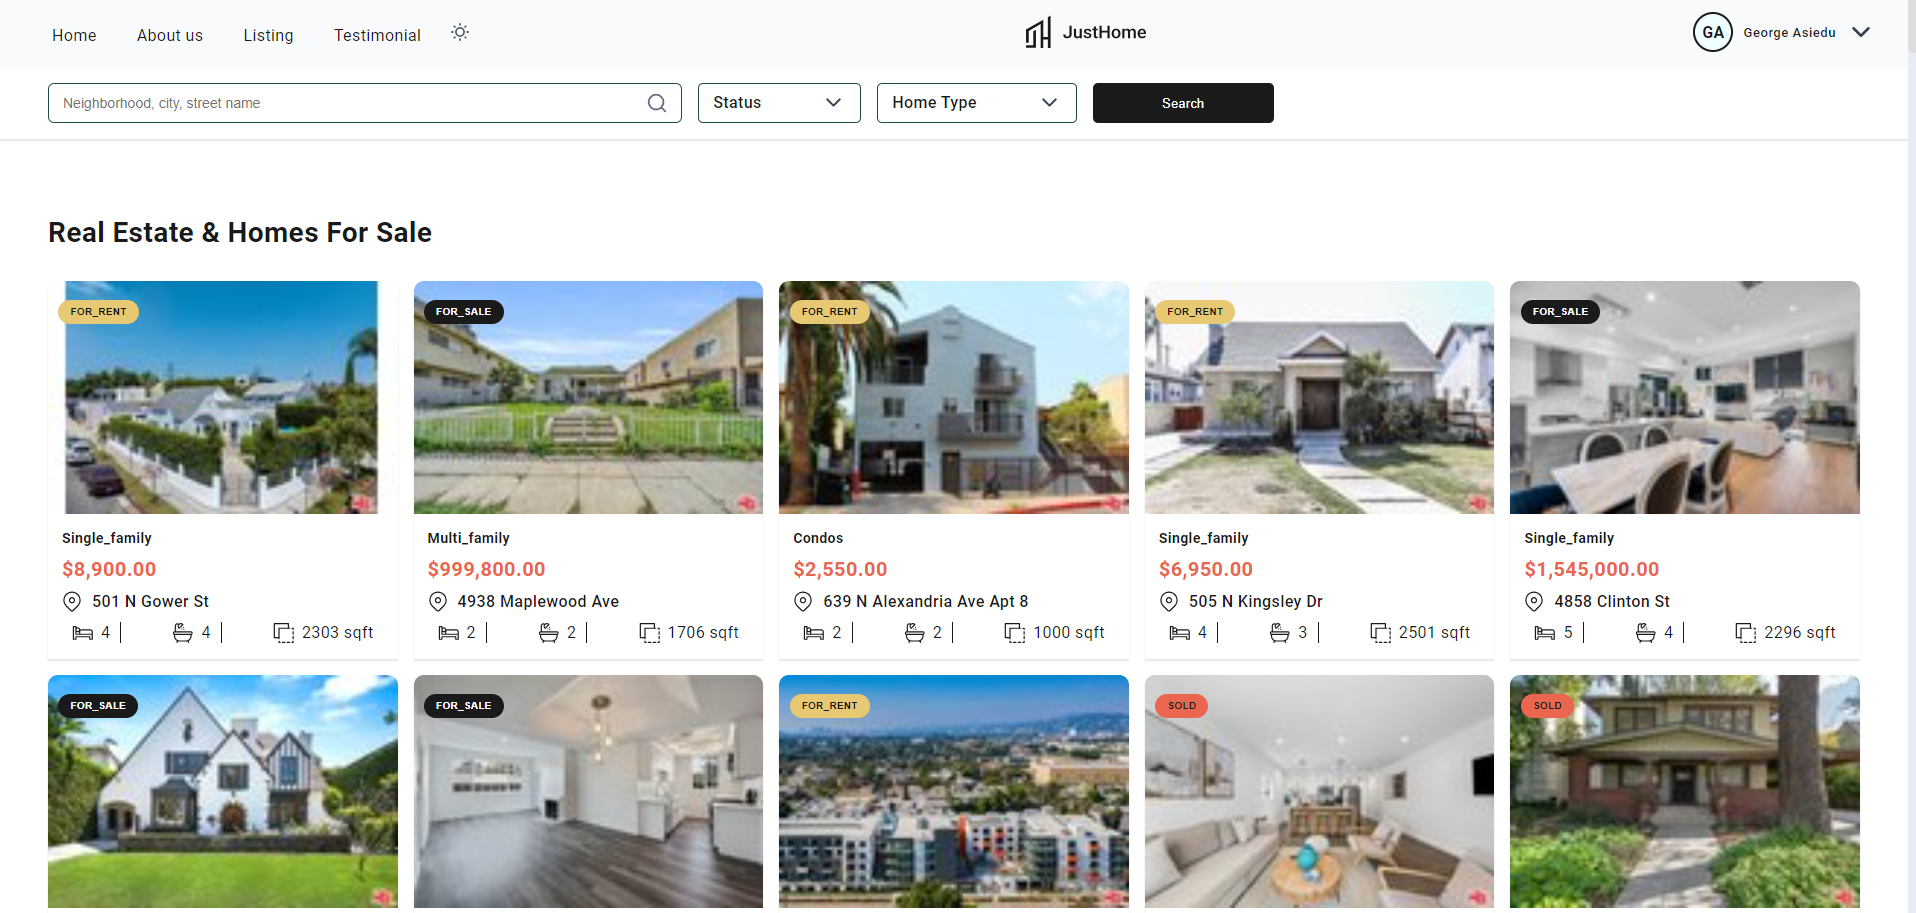 Home
About us
Listing
Testimonial
JustHome
GA
George Asiedu
Neighborhood, city, street name
Status
Home Type
Search
Real Estate & Homes For Sale
FOR_RENT
FOR_SALE
FOR_RENT
FOR_RENT
FOR_SALE
Single_family
$8,900.00
501 N Gower St
4
4
2303 sqft
Multi_family
$999,800.00
4938 Maplewood Ave
2
2
1706 sqft
Condos
$2,550.00
639 N Alexandria Ave Apt 8
2
2
1000 sqft
Single_family
$6,950.00
505 N Kingsley Dr
4
3
2501 sqft
Single_family
$1,545,000.00
4858 Clinton St
5
4
2296 sqft
FOR_SALE
FOR_SALE
FOR_RENT
SOLD
SOLD